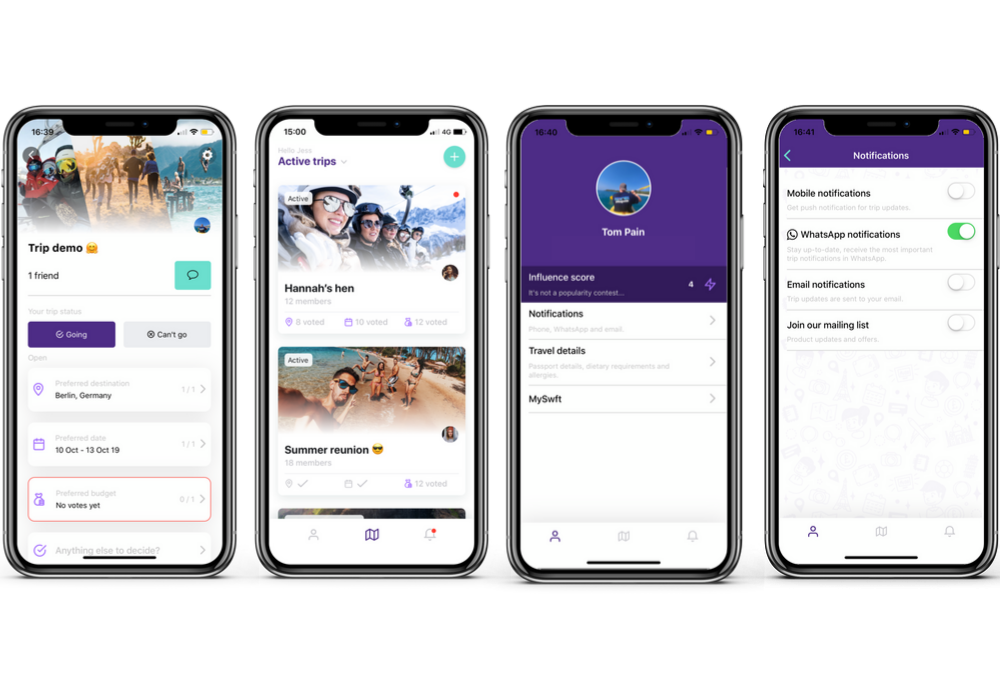 16:39
Trip demo 😊
1 friend
Your trip status
Going
Can't go
Open
Preferred destination
1 / 1
Berlin, Germany
Preferred date
1 / 1
10 Oct - 13 Oct 19
Preferred budget
0 / 1
No votes yet
Anything else to decide?
15:00
4G
Hello Jess
Active trips
Active
Hannah's hen
12 members
8 voted
10 voted
12 voted
Active
Summer reunion 😎
18 members
12 voted
16:40
Tom Pain
Influence score
4
It's not a popularity contest...
Notifications
Phone, WhatsApp and email.
Travel details
Passport details, dietary requirements and
allergies.
MySwft
16:41
Notifications
Mobile notifications
Get push notification for trip updates.
WhatsApp notifications
Stay up-to-date, receive the most important
trip notifications in WhatsApp.
Email notifications
Trip updates are sent to your email.
Join our mailing list
Product updates and offers.